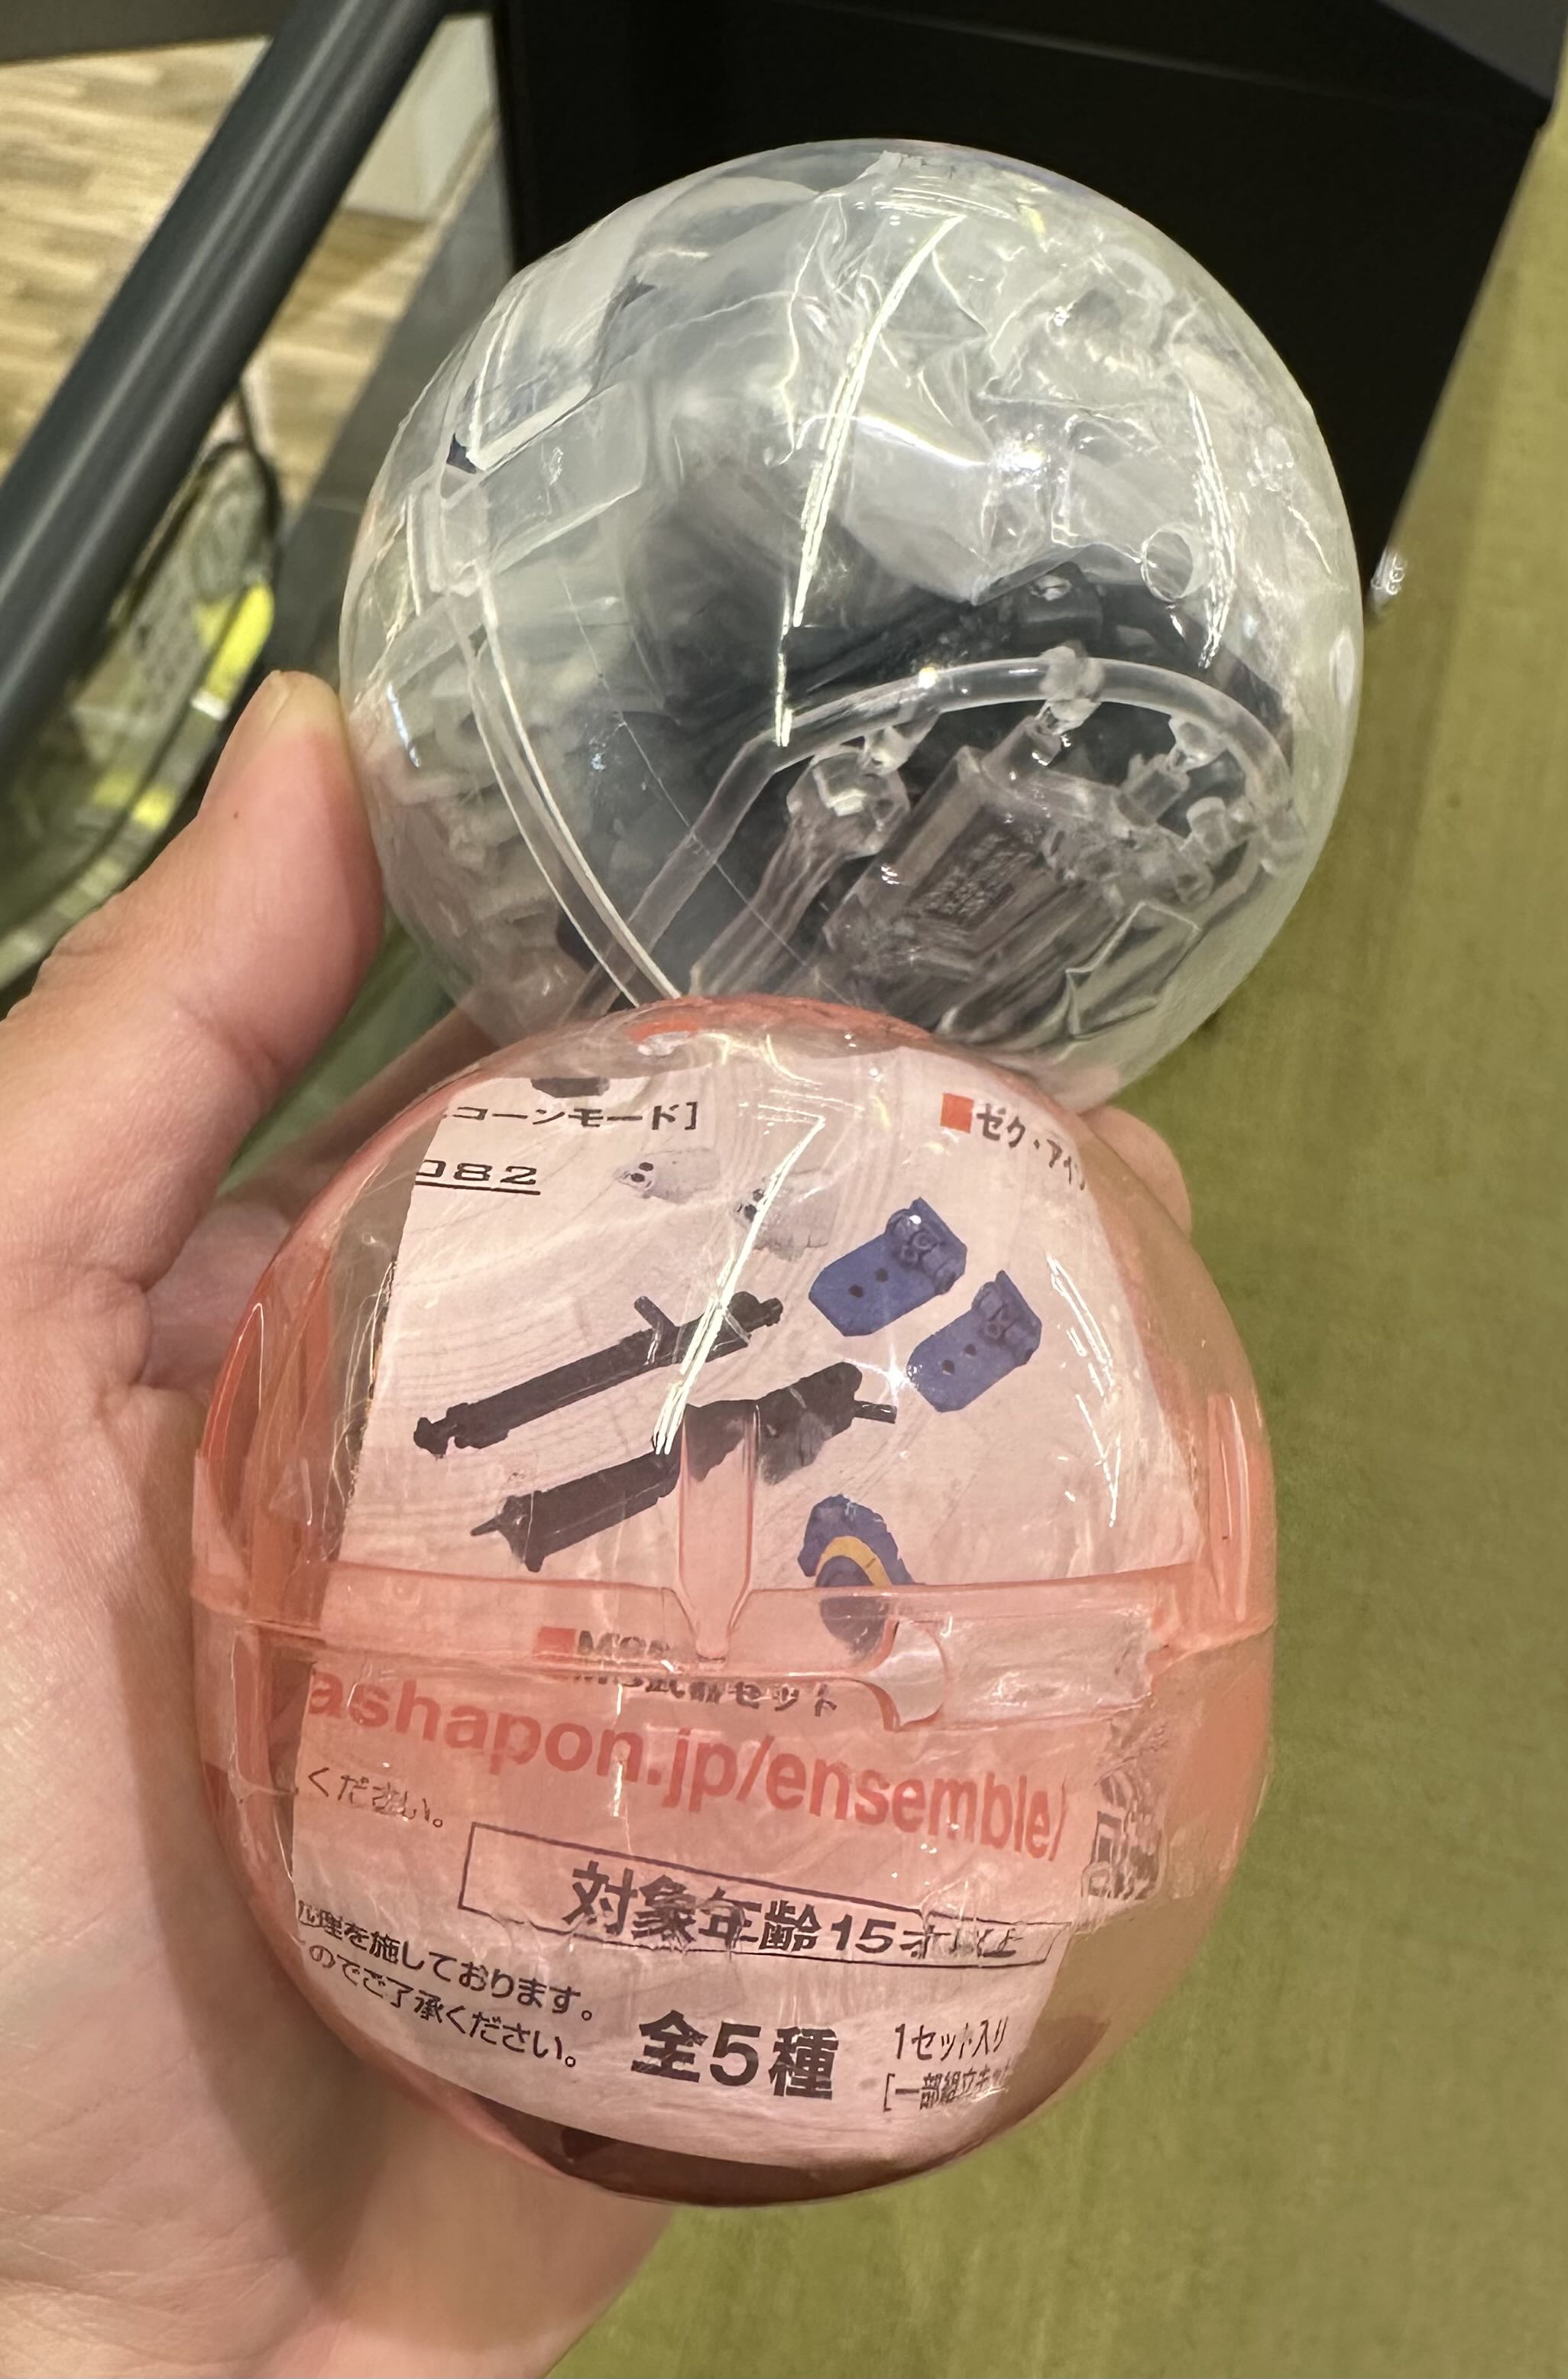 コーンモード]
082
■ゼク・アイ
■MS武器セット
ashapon.jp/ensemble/
ください。
対象年齢15才以上
処理を施しております。
のでご了承ください。
全5種
1セット入り
[一部組立キット